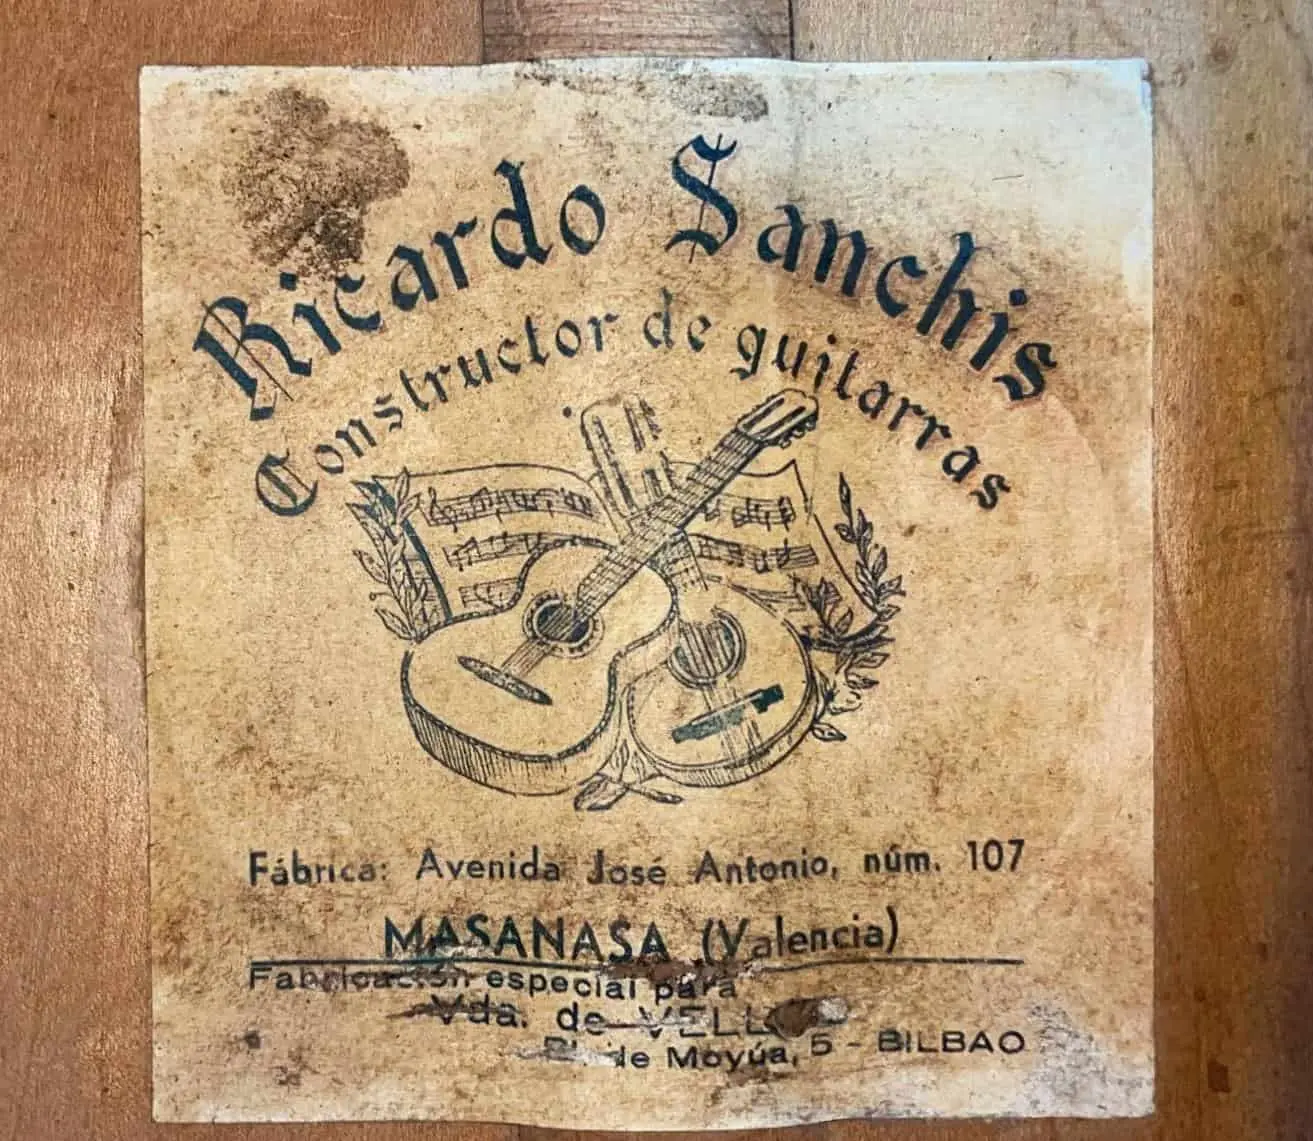 Ricardo Sanchis
Constructor de guitarras
Fábrica: Avenida José Antonio, núm. 107
MASANASA (Valencia)
Fabricación especial para
Vda. de
de Moyúa, 5 - BILBAO